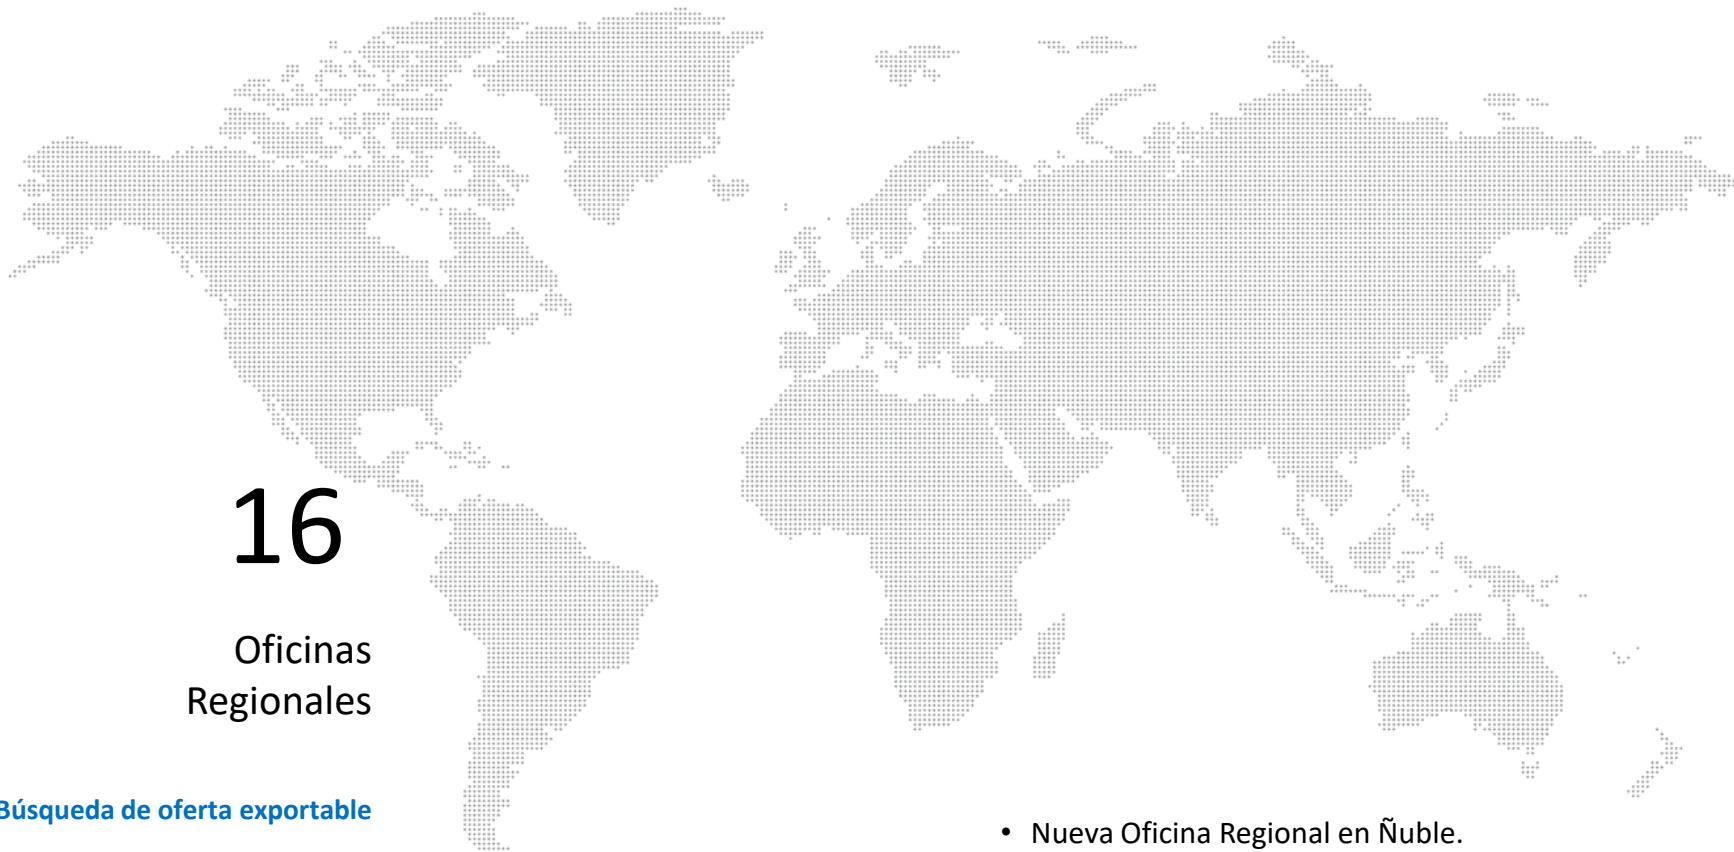 16
Oficinas
Regionales
Búsqueda de oferta exportable
• Nueva Oficina Regional en Ñuble.